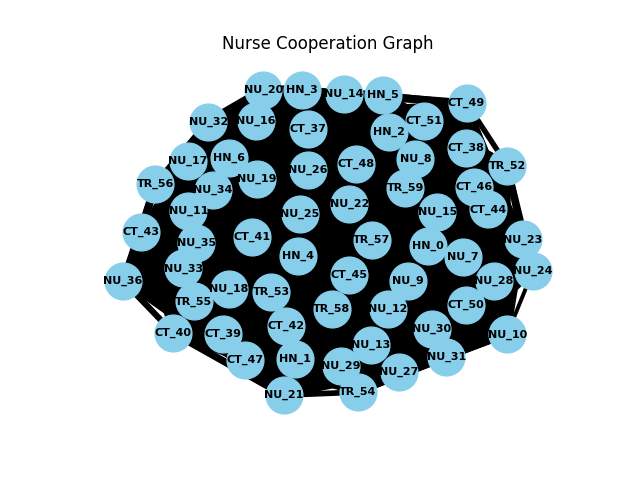 Nurse Cooperation Graph
NU_20
HN_3
NU_14
HN_5
CT_49
NU_32
NU_16
CT_37
HN_2
CT_51
NU_17
HN_6
NU_26
CT_48
NU_8
CT_38
TR_52
TR_56
NU_34
NU_19
TR_59
CT_46
NU_11
NU_25
NU_22
NU_15
CT_44
CT_43
NU_35
CT_41
HN_4
TR_57
HN_0
NU_7
NU_23
NU_36
NU_33
NU_18
TR_53
CT_45
NU_9
NU_28
NU_24
TR_55
CT_42
TR_58
NU_12
CT_50
CT_40
CT_39
NU_13
NU_30
NU_10
CT_47
HN_1
NU_29
NU_27
NU_31
NU_21
TR_54